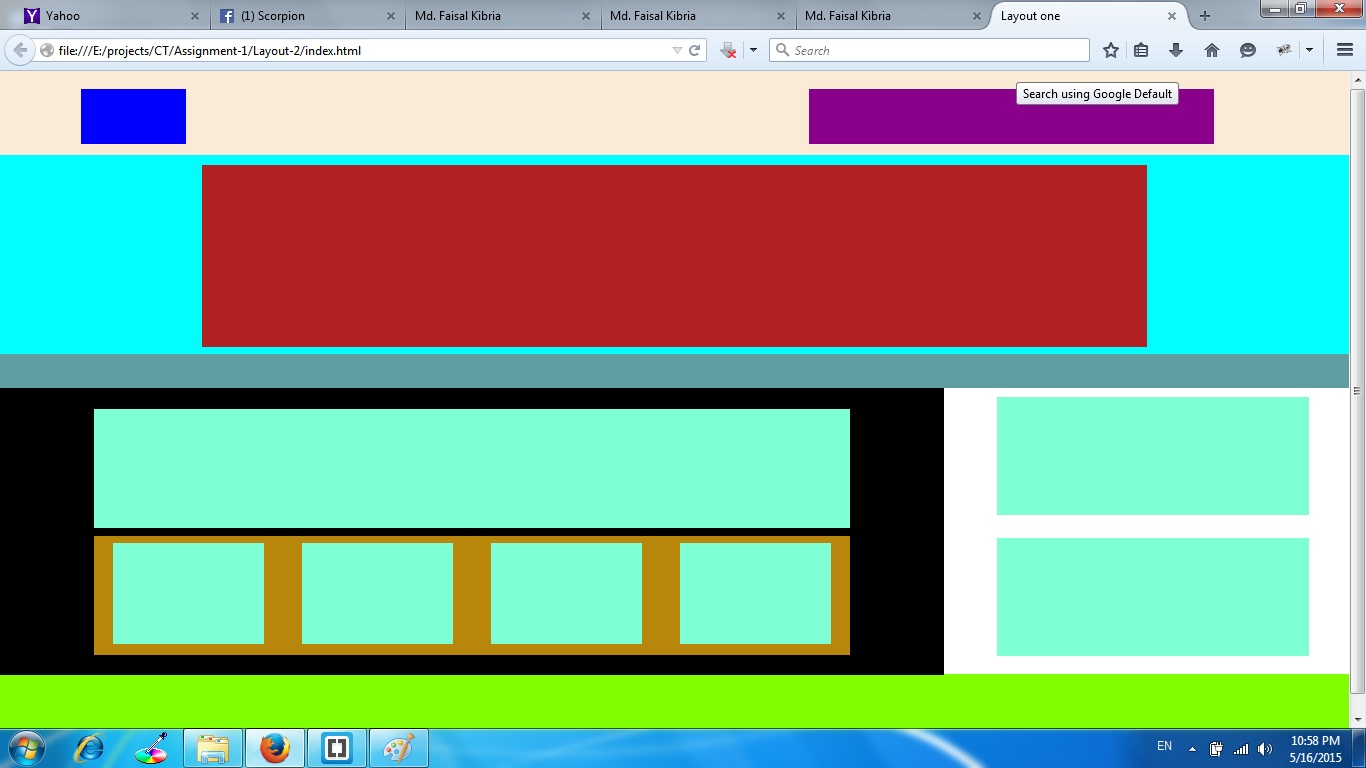 Yahoo
(1) Scorpion
Md. Faisal Kibria
Md. Faisal Kibria
Md. Faisal Kibria
Layout one
file:///E:/projects/CT/Assignment-1/Layout-2/index.html
Search
Search using Google Default
EN
10:58 PM
5/16/2015